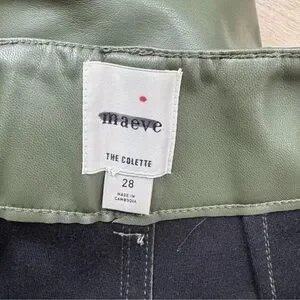 maeve
THE COLETTE
28
MADE IN
CAMBODIA